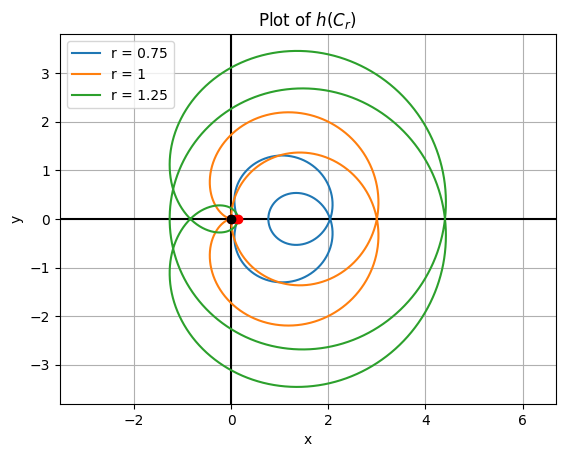 Plot of h(C_r)
r = 0.75
r = 1
r = 1.25
3
2
1
0
−1
−2
−3
y
−2 0 2 4 6
x